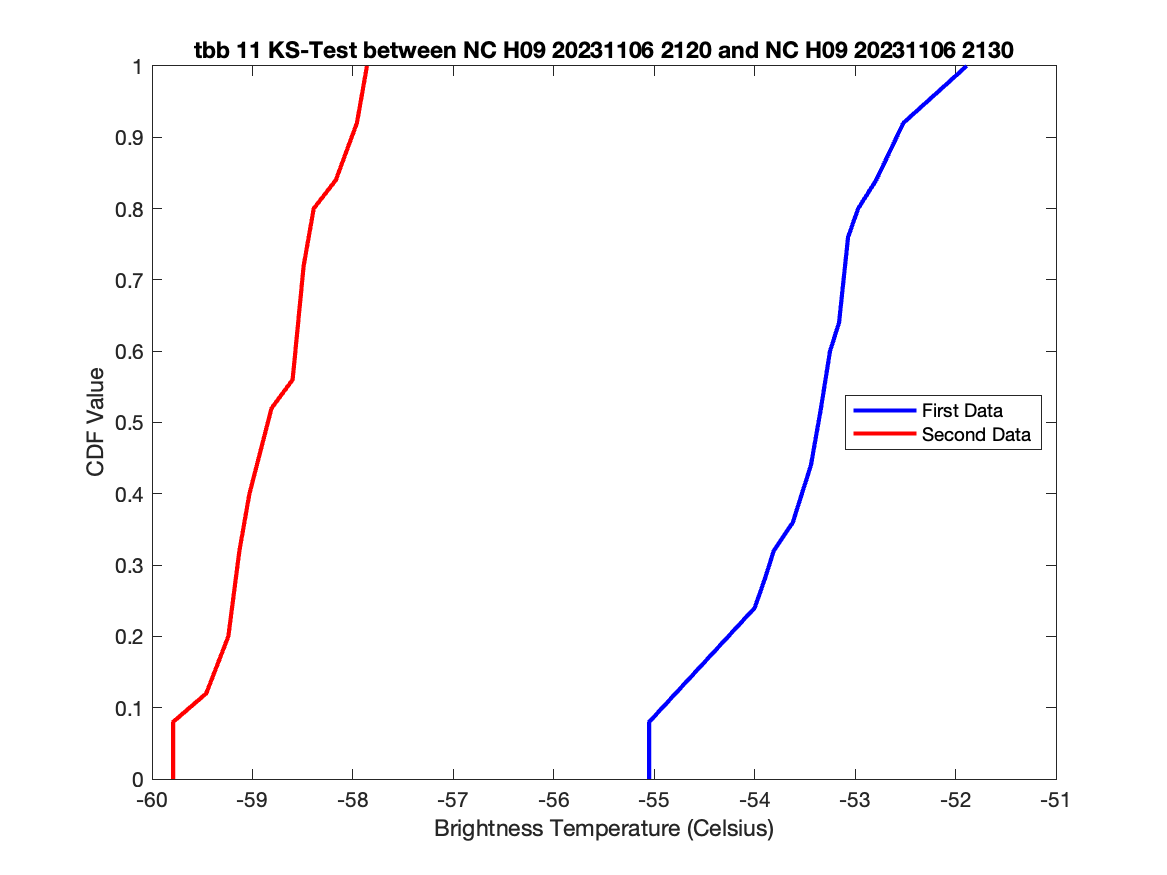 tbb 11 KS-Test between NC H09 20231106 2120 and NC H09 20231106 2130
1
0.9
0.8
0.7
0.6
0.5
0.4
0.3
0.2
0.1
0
CDF Value
First Data
Second Data
-60 -59 -58 -57 -56 -55 -54 -53 -52 -51
Brightness Temperature (Celsius)